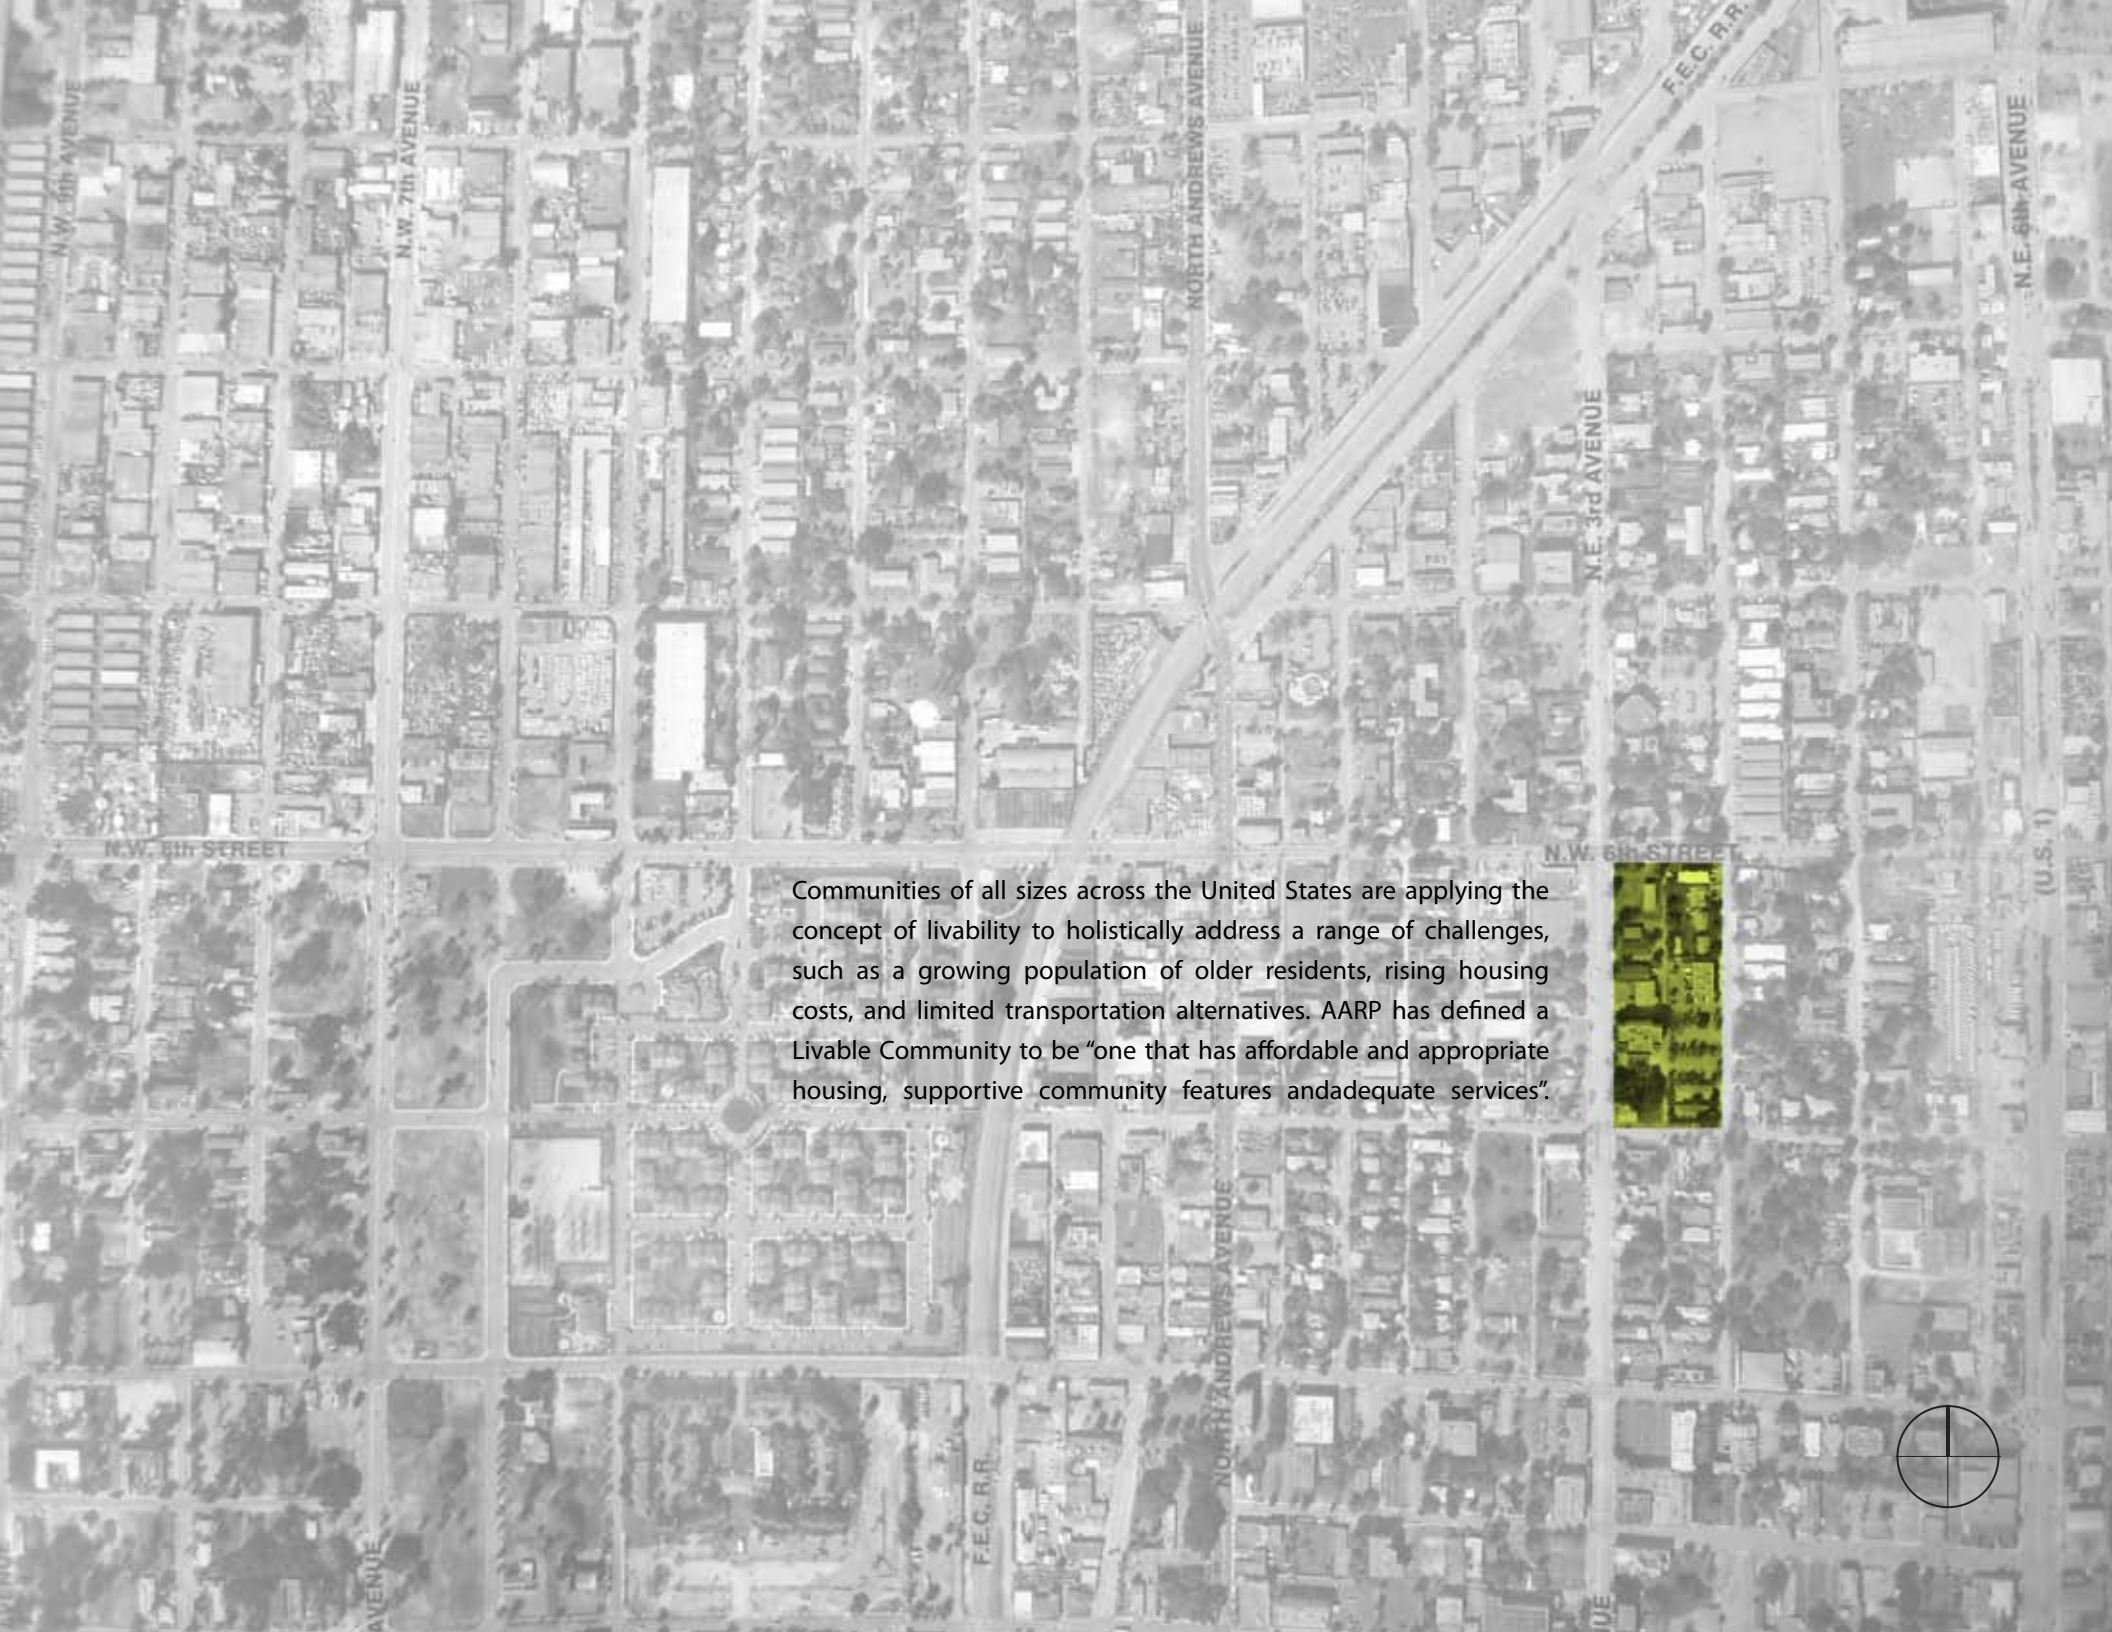 F.E.C. R.R.
N.W. 9th AVENUE
N.W. 7th AVENUE
NORTH ANDREWS AVENUE
N.E. 6th AVENUE
N.E. 3rd AVENUE
N.W. 6th STREET
N.W. 6th STREET
(U.S. 1)
Communities of all sizes across the United States are applying the
concept of livability to holistically address a range of challenges,
such as a growing population of older residents, rising housing
costs, and limited transportation alternatives. AARP has defined a
Livable Community to be “one that has affordable and appropriate
housing, supportive community features andadequate services”.
NORTH ANDREWS AVENUE
F.E.C. R.R.
AVENUE
UE